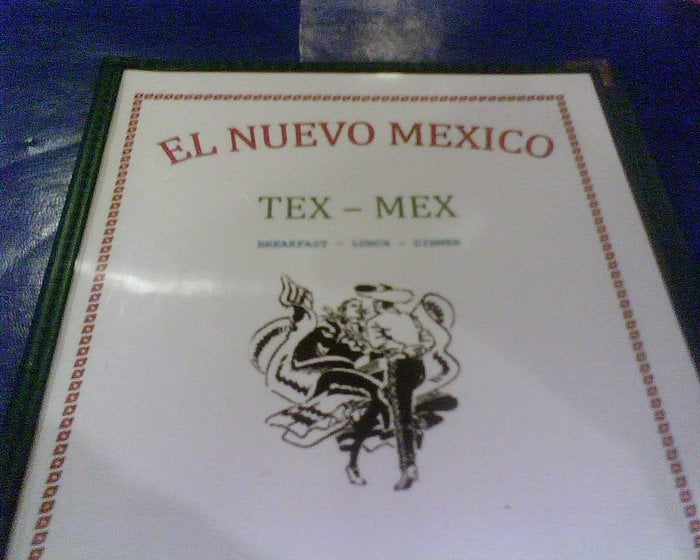 EL NUEVO MEXICO
TEX – MEX
BREAKFAST - LUNCH - DINNER